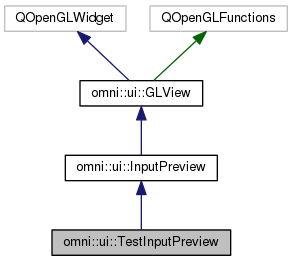 QOpenGLWidget
QOpenGLFunctions
omni::ui::GLView
omni::ui::InputPreview
omni::ui::TestInputPreview